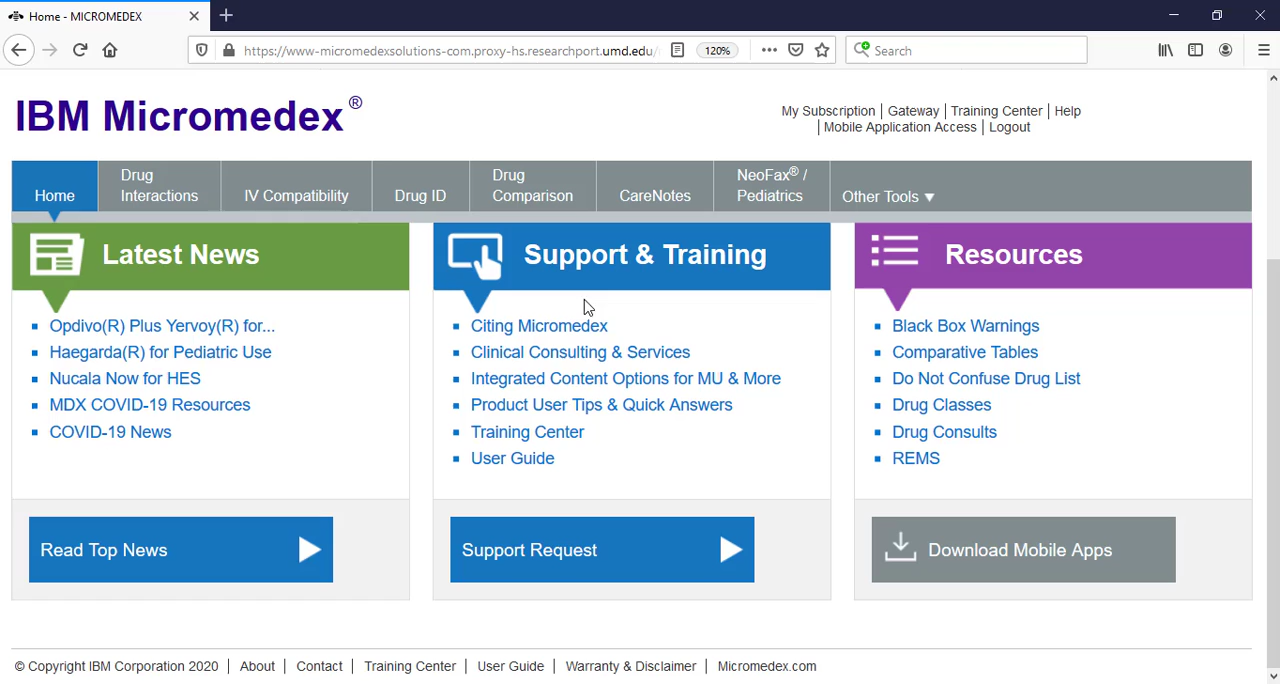 Home - MICROMEDEX
https://www-micromedexsolutions-com.proxy-hs.researchport.umd.edu/
120%
Search
IBM Micromedex®
My Subscription | Gateway | Training Center | Help
| Mobile Application Access | Logout
Home
Drug
Interactions
IV Compatibility
Drug ID
Drug
Comparison
CareNotes
NeoFax® /
Pediatrics
Other Tools ▼
Latest News
Opdivo(R) Plus Yervoy(R) for...
Haegarda(R) for Pediatric Use
Nucala Now for HES
MDX COVID-19 Resources
COVID-19 News
Read Top News
Support & Training
Citing Micromedex
Clinical Consulting & Services
Integrated Content Options for MU & More
Product User Tips & Quick Answers
Training Center
User Guide
Support Request
Resources
Black Box Warnings
Comparative Tables
Do Not Confuse Drug List
Drug Classes
Drug Consults
REMS
Download Mobile Apps
© Copyright IBM Corporation 2020 | About | Contact | Training Center | User Guide | Warranty & Disclaimer | Micromedex.com